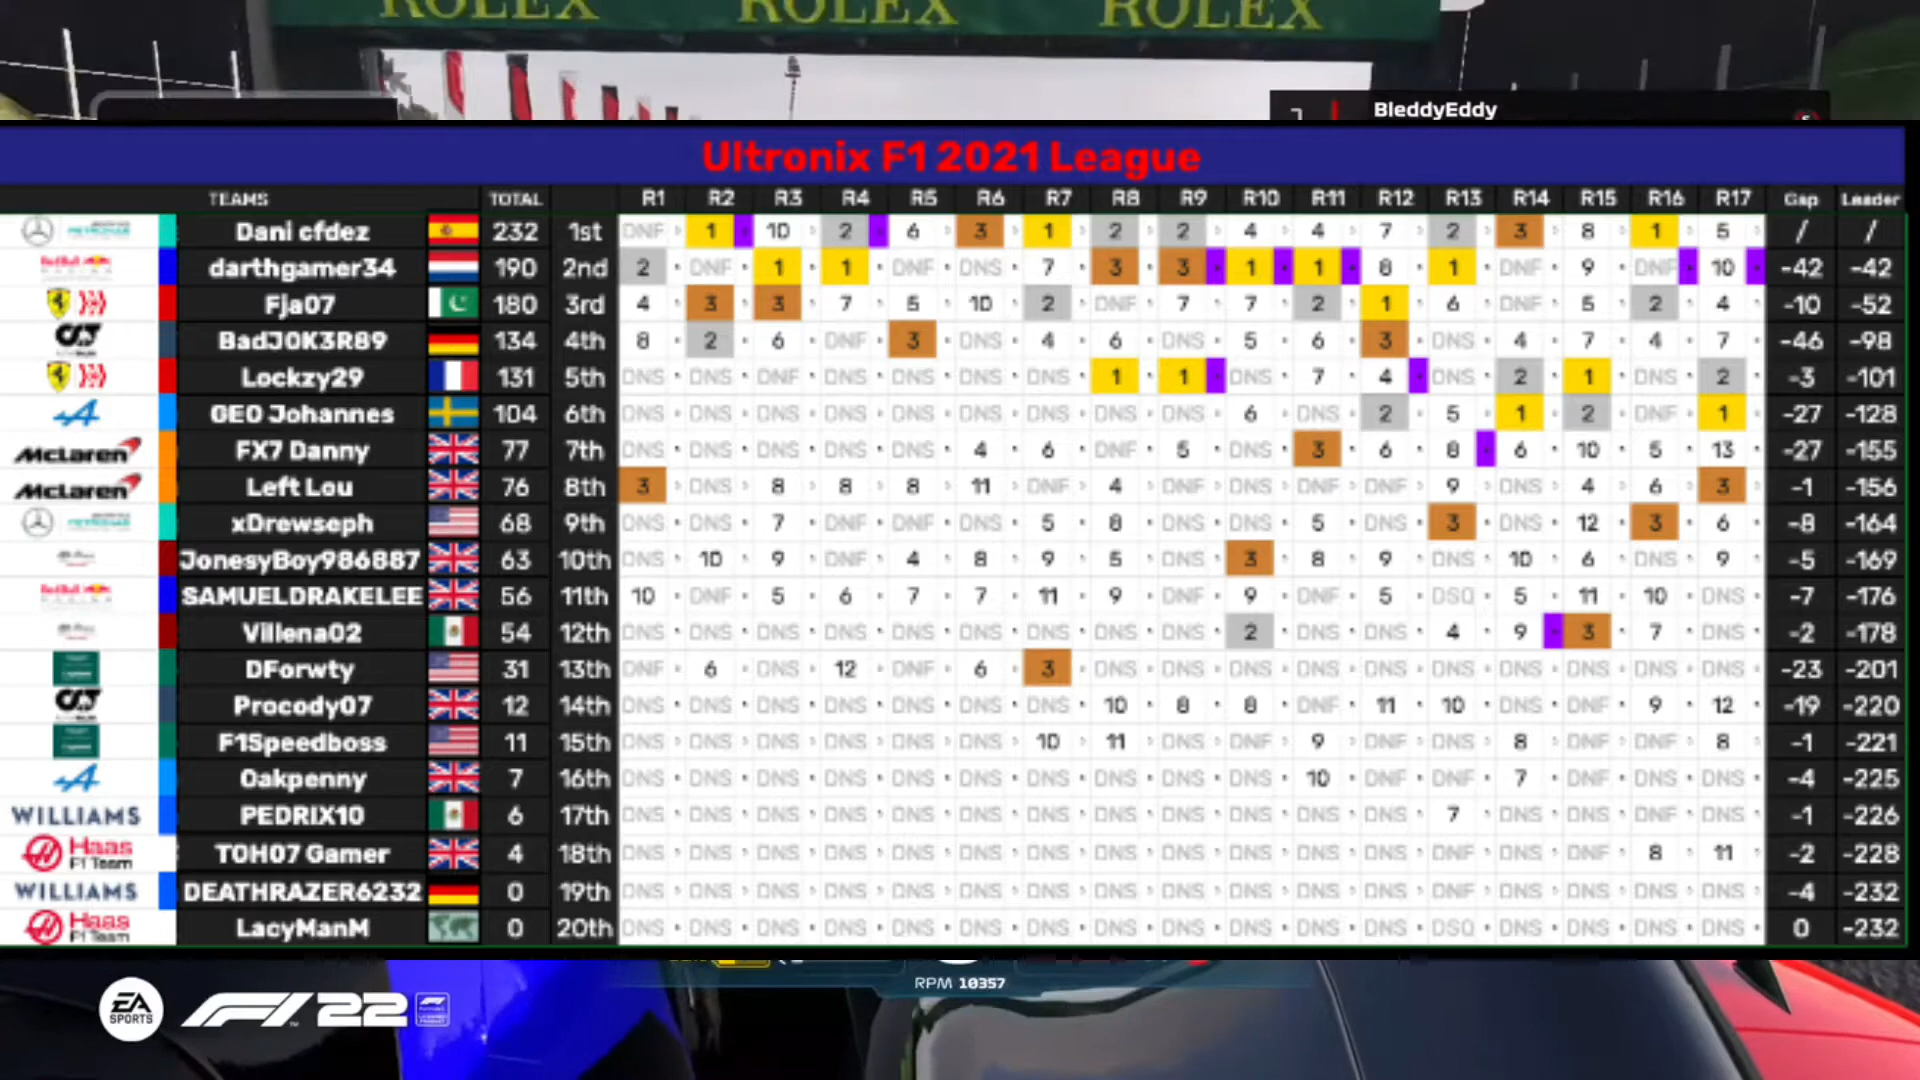 ROLEX ROLEX ROLEX
BleddyEddy
Ultronix F1 2021 League
TEAMS TOTAL R1 R2 R3 R4 R5 R6 R7 R8 R9 R10 R11 R12 R13 R14 R15 R16 R17 Gap Leader
Dani cfdez 232 1st DNF 1 10 2 6 3 1 2 2 4 4 7 2 3 8 1 5 / /
darthgamer34 190 2nd 2 DNF 1 1 DNF DNS 7 3 3 1 1 8 1 DNF 9 DNF 10 -42 -42
Fja07 180 3rd 4 3 3 7 5 10 2 DNF 7 7 2 1 6 DNF 5 2 4 -10 -52
BadJ0K3R89 134 4th 8 2 6 DNF 3 DNS 4 6 DNS 5 6 3 DNS 4 7 4 7 -46 -98
Lockzy29 131 5th DNS DNS DNF DNS DNS DNS DNS 1 1 DNS 7 4 DNS 2 1 DNS 2 -3 -101
GEO Johannes 104 6th DNS DNS DNS DNS DNS DNS DNS DNS DNS 6 DNS 2 5 1 2 DNF 1 -27 -128
McLaren FX7 Danny 77 7th DNS DNS DNS DNS DNS 4 6 DNF 5 DNS 3 6 8 6 10 5 13 -27 -155
McLaren Left Lou 76 8th 3 DNS 8 8 8 11 DNF 4 DNF DNS DNS DNF 9 DNS 4 6 3 -1 -156
xDrewseph 68 9th DNS DNS 7 DNF DNF DNS 5 8 DNS DNS 5 DNS 3 DNS 12 3 6 -8 -164
JonesyBoy986887 63 10th DNS 10 9 DNF 4 8 9 5 DNS 3 8 9 DNS 10 6 DNS 9 -5 -169
RedBull SAMUELDRAKELEE 56 11th 10 DNF 5 6 7 7 11 9 DNF 9 DNF 5 DSQ 5 11 10 DNS -7 -176
Villena02 54 12th DNS DNS DNS DNS DNS DNS DNS DNS DNS 2 DNS DNS 4 9 3 7 DNS -2 -178
DForwty 31 13th DNF 6 DNS 12 DNF 6 3 DNS DNS DNS DNS DNS DNS DNS DNS DNS DNS -23 -201
Procody07 12 14th DNS DNS DNS DNS DNS DNS DNS 10 8 8 DNF 11 10 DNS DNF 9 12 -19 -220
F1Speedboss 11 15th DNS DNS DNS DNS DNS DNS 10 11 DNS DNF 9 DNF DNS 8 DNF DNF 8 -1 -221
Oakpenny 7 16th DNS DNS DNS DNS DNS DNS DNS DNS DNS DNS 10 DNF DNF 7 DNF DNS DNS -4 -225
WILLIAMS PEDRIX10 6 17th DNS DNS DNS DNS DNS DNS DNS DNS DNS DNS DNS DNS 7 DNS DNS DNF DNS -1 -226
Haas F1 Team TOH07 Gamer 4 18th DNS DNS DNS DNS DNS DNS DNS DNS DNS DNS DNS DNS DNF DNS DNF 8 11 -2 -228
WILLIAMS DEATHRAZER6232 0 19th DNS DNS DNS DNS DNS DNS DNS DNS DNS DNS DNS DNS DNF DNS DNS DNS DNS -4 -232
Haas F1 Team LacyManM 0 20th DNS DNS DNS DNS DNS DNS DNS DNS DNS DNS DNS DNS DSQ DNS DNS DNS DNS 0 -232
RPM 10357
EA SPORTS F1 22